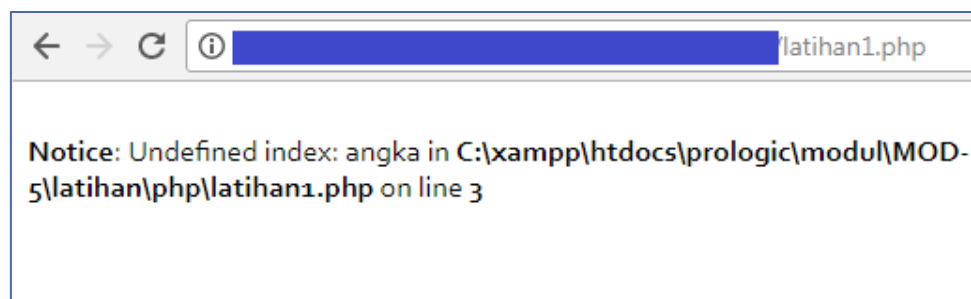 /latihan1.php
Notice: Undefined index: angka in C:\xampp\htdocs\prologic\modul\MOD-
5\latihan\php\latihan1.php on line 3